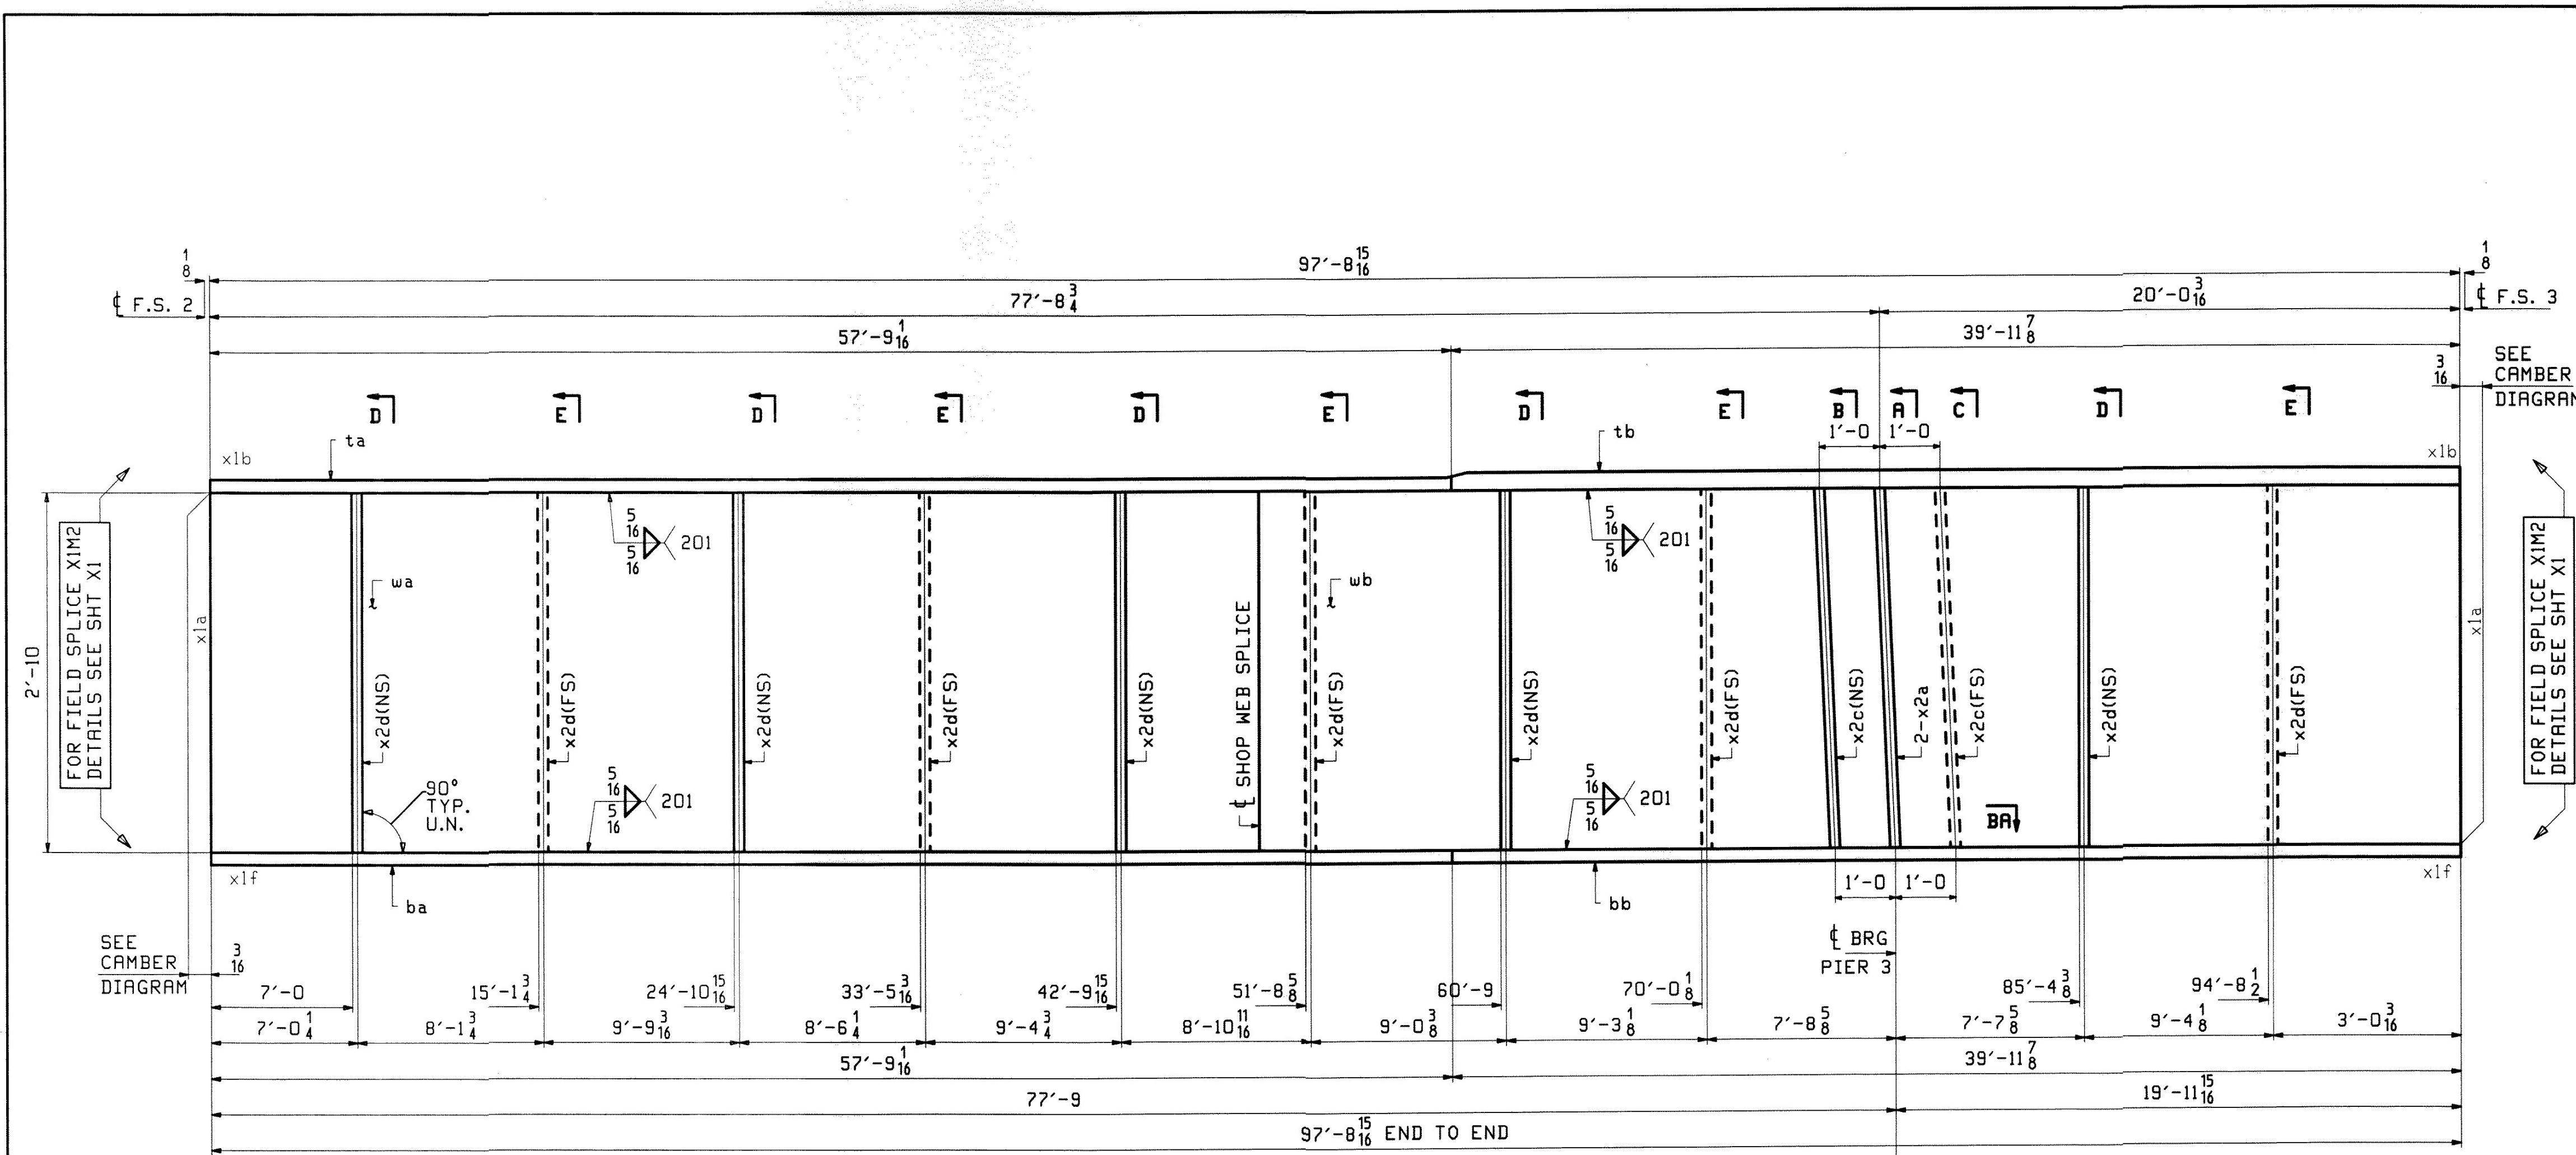 1/8
97'-8 15/16
1/8
℄ F.S. 2
77'-8 3/4
20'-0 3/16
℄ F.S. 3
57'-9 1/16
39'-11 7/8
3/16
SEE
CAMBER
DIAGRAM
D
E
D
E
D
E
D
E
B
A
C
D
E
1'-0
1'-0
ta
tb
x1b
x1b
5/16
5/16
201
5/16
5/16
201
wa
wb
FOR FIELD SPLICE X1M2
DETAILS SEE SHT X1
x1a
2'-10
x2d(NS)
x2d(FS)
x2d(NS)
x2d(FS)
x2d(NS)
℄ SHOP WEB SPLICE
x2d(FS)
x2d(NS)
x2d(FS)
x2c(NS)
2-x2a
x2c(FS)
x2d(NS)
x2d(FS)
x1a
FOR FIELD SPLICE X1M2
DETAILS SEE SHT X1
90°
TYP.
U.N.
5/16
5/16
201
5/16
5/16
201
BA
x1f
x1f
ba
bb
1'-0
1'-0
℄ BRG
PIER 3
SEE
CAMBER
DIAGRAM
3/16
7'-0
15'-1 3/4
24'-10 15/16
33'-5 3/16
42'-9 15/16
51'-8 5/8
60'-9
70'-0 1/8
85'-4 3/8
94'-8 1/2
7'-0 1/4
8'-1 3/4
9'-9 3/16
8'-6 1/4
9'-4 3/4
8'-10 11/16
9'-0 3/8
9'-3 1/8
7'-8 5/8
7'-7 5/8
9'-4 1/8
3'-0 3/16
57'-9 1/16
39'-11 7/8
77'-9
19'-11 15/16
97'-8 15/16 END TO END